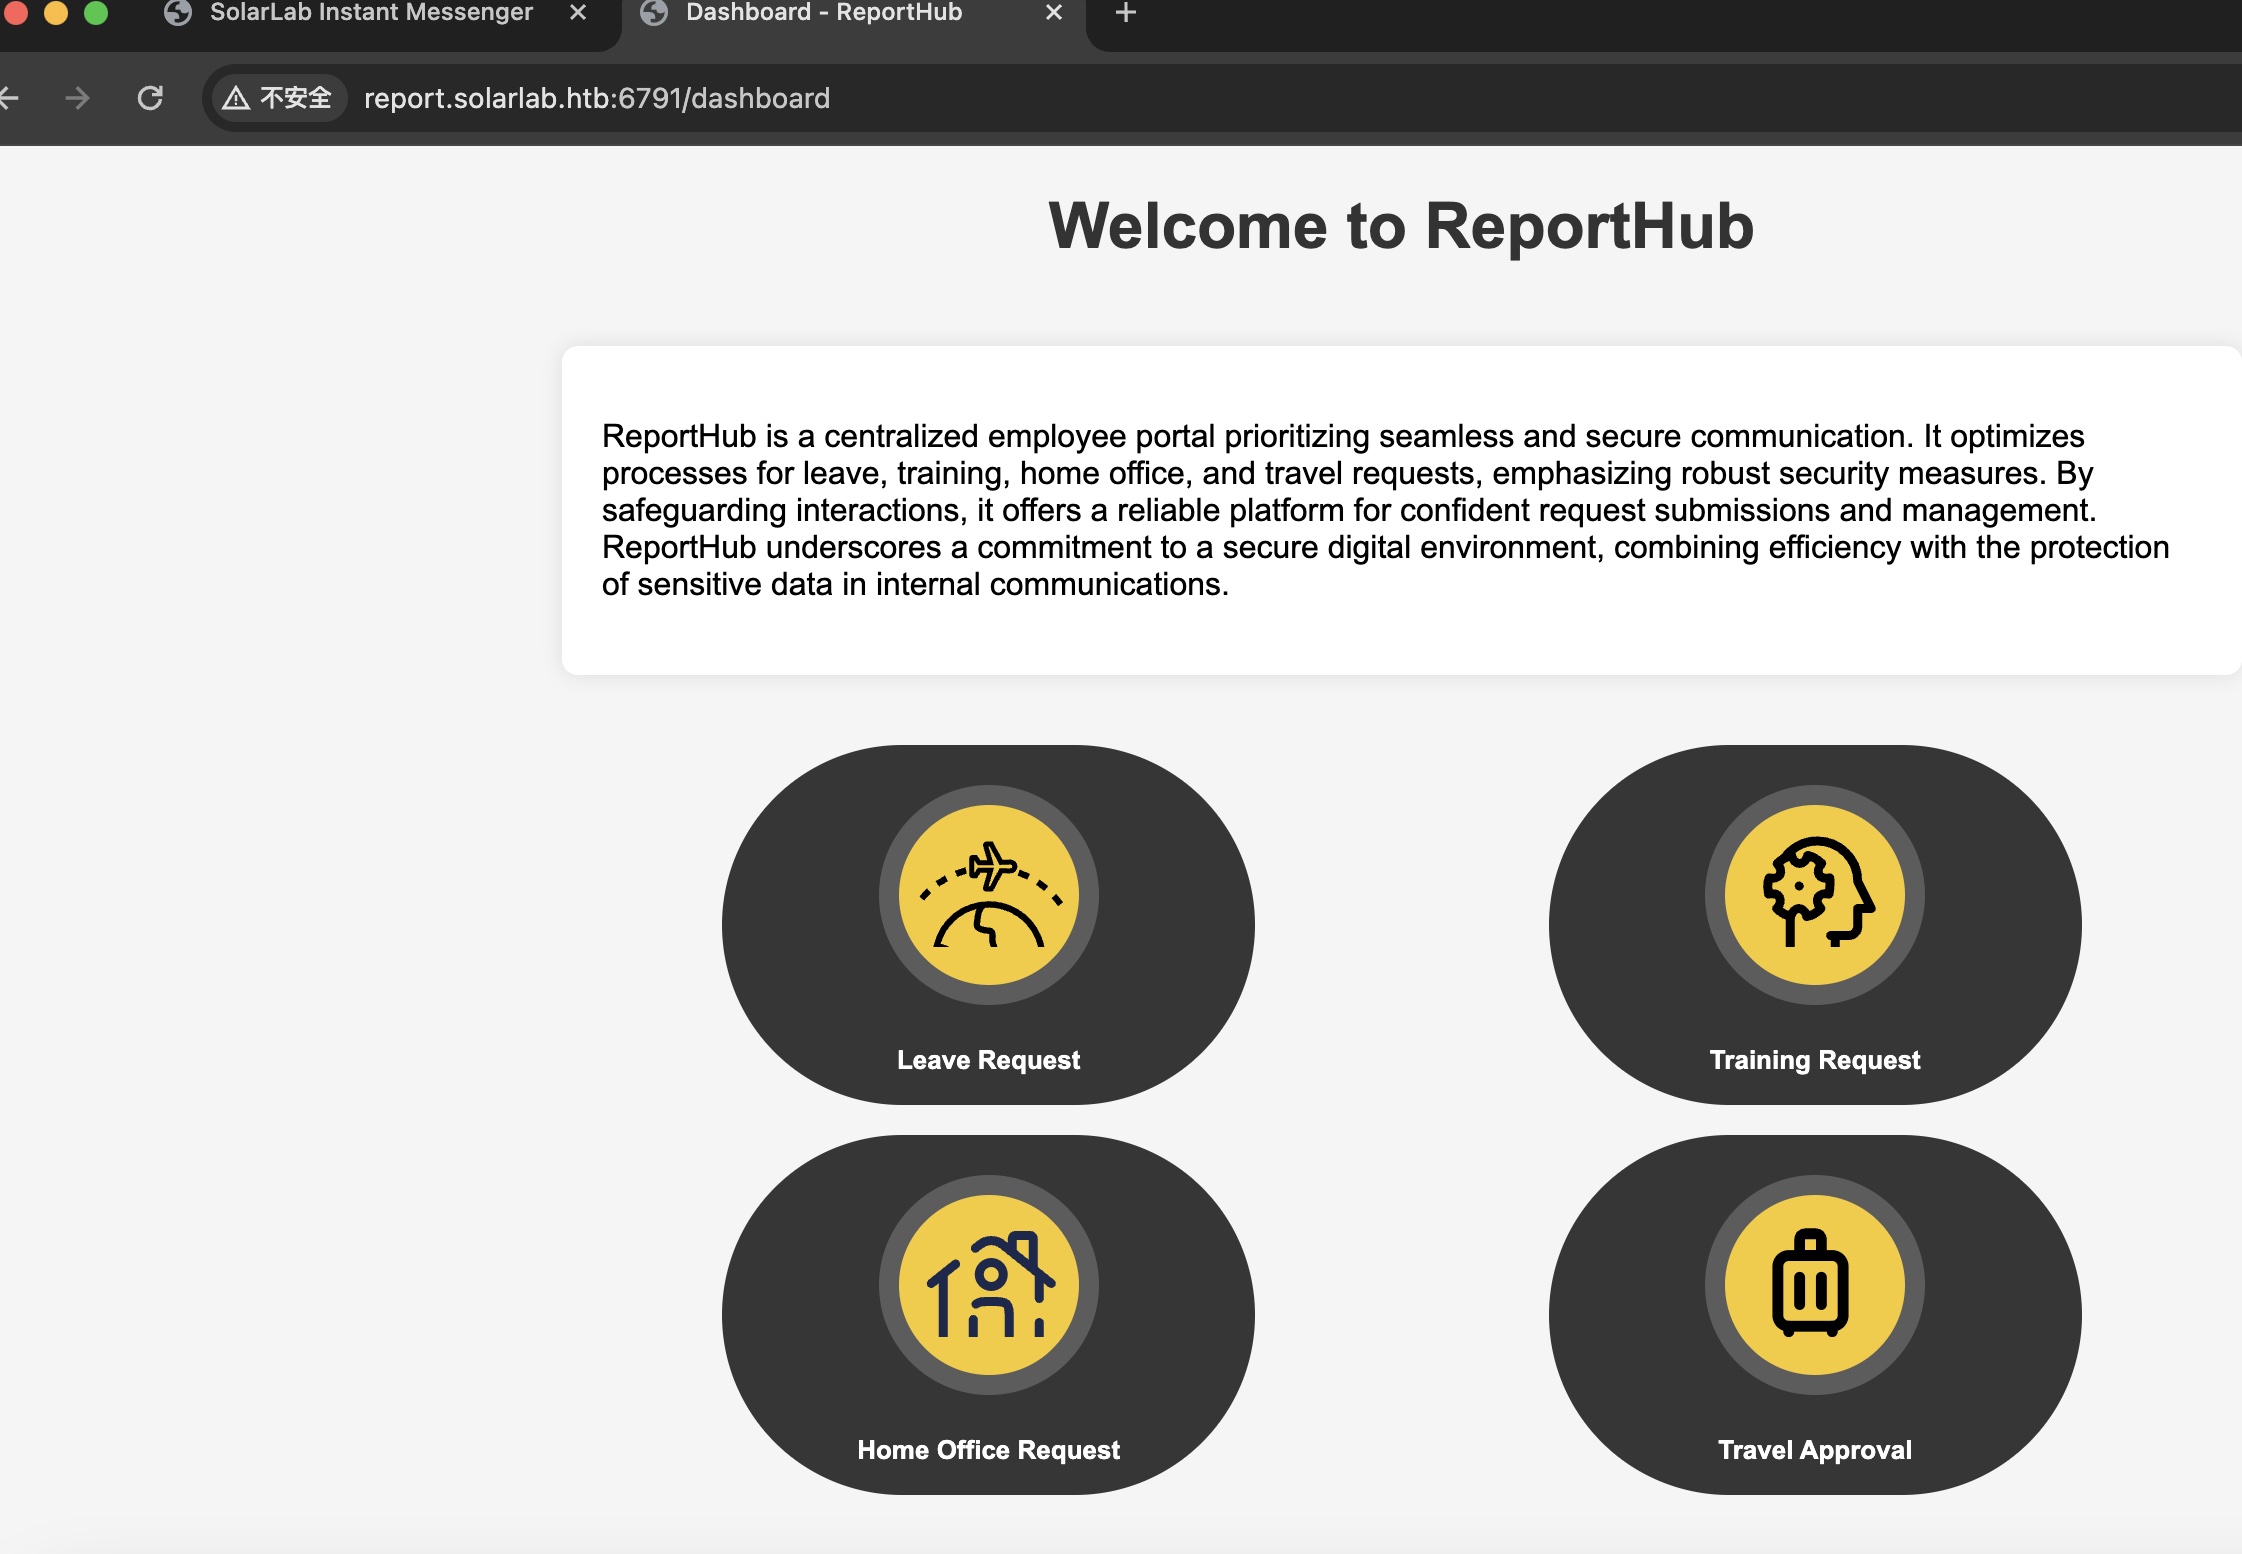 SolarLab Instant Messenger
Dashboard - ReportHub
不安全 report.solarlab.htb:6791/dashboard
Welcome to ReportHub
ReportHub is a centralized employee portal prioritizing seamless and secure communication. It optimizes
processes for leave, training, home office, and travel requests, emphasizing robust security measures. By
safeguarding interactions, it offers a reliable platform for confident request submissions and management.
ReportHub underscores a commitment to a secure digital environment, combining efficiency with the protection
of sensitive data in internal communications.
Leave Request
Training Request
Home Office Request
Travel Approval